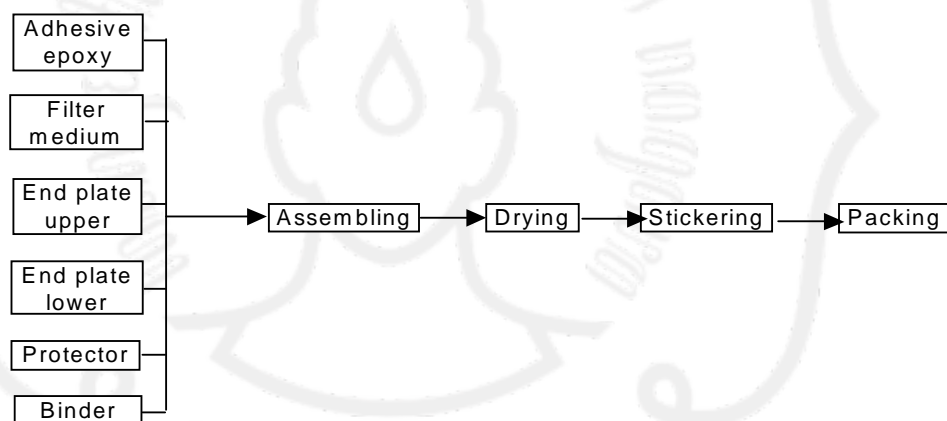 Adhesive
epoxy
Filter
medium
End plate
upper
End plate
lower
Protector
Binder
Assembling
Drying
Stickering
Packing